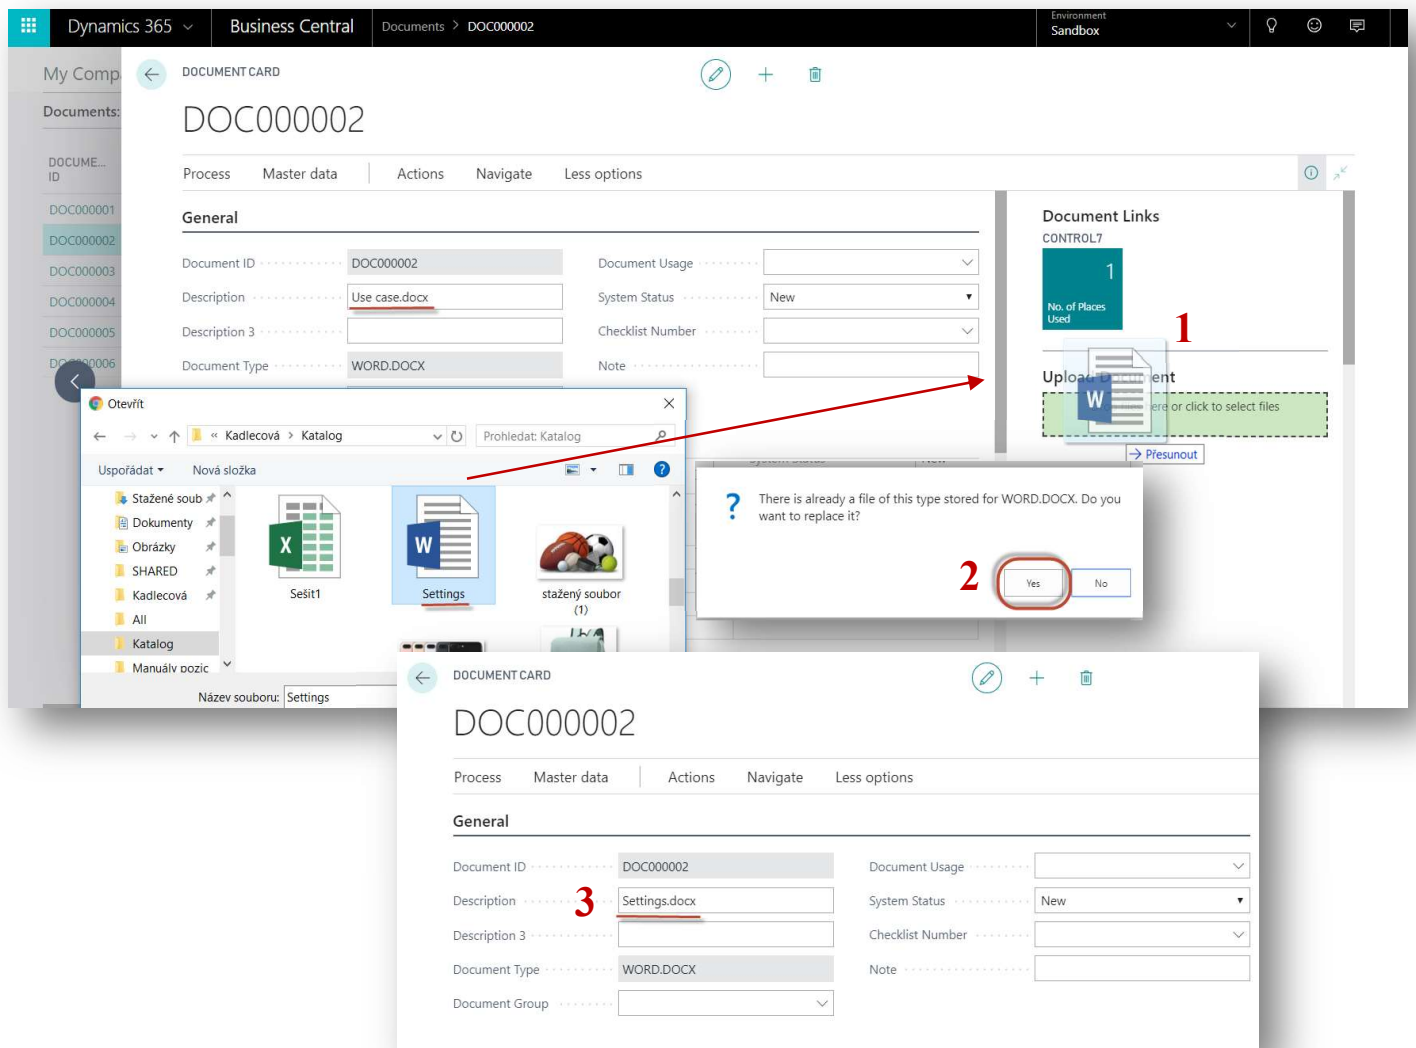 Dynamics 365
Business Central
Documents > DOC000002
Environment
Sandbox
My Comp
Documents:
DOCUME...
ID
DOC000001
DOC000002
DOC000003
DOC000004
DOC000005
DOCUMENT CARD
DOC000002
Process Master data Actions Navigate Less options
General
Document ID DOC000002
Description Use case.docx
Description 3
Document Type WORD.DOCX
Document Usage
System Status New
Checklist Number
Note
Document Links
CONTROL7
1
No. of Places
Used
1
Upload Document
here or click to select files
Přesunout
Otevřít
« Kadlecová > Katalog
Prohledat: Katalog
Uspořádat Nová složka
Stažené soub
Dokumenty
Obrázky
SHARED
Kadlecová
All
Katalog
Manuály pozic
Sešit1
Settings
stažený soubor
(1)
Název souboru: Settings
There is already a file of this type stored for WORD.DOCX. Do you
want to replace it?
2
Yes No
DOCUMENT CARD
DOC000002
Process Master data Actions Navigate Less options
General
Document ID DOC000002
Description 3 Settings.docx
Description 3
Document Type WORD.DOCX
Document Group
Document Usage
System Status New
Checklist Number
Note